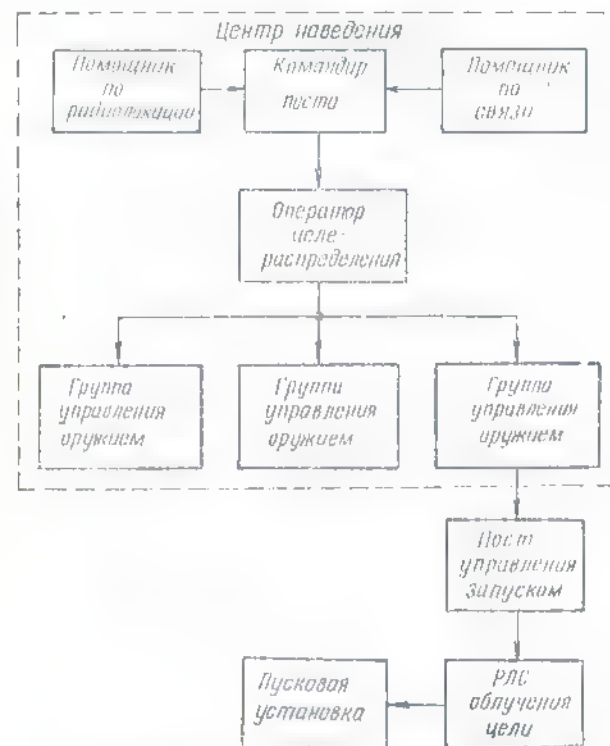 Центр наведения
Помощник
по
радиолокации
Командир
поста
Помощник
по
связи
Оператор
целе-
распределения
Группа
управления
оружием
Группа
управления
оружием
Группа
управления
оружием
Пост
управления
запуском
Пусковая
установка
РЛС
облучения
цели